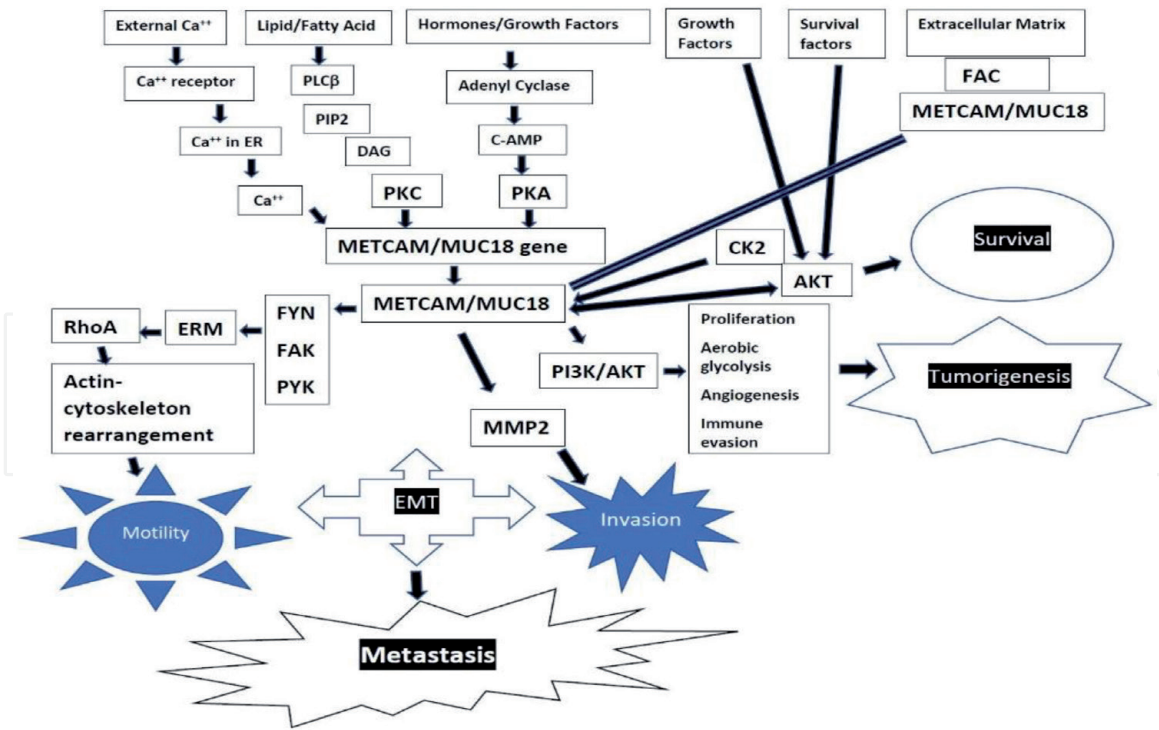 External Ca⁺⁺
Lipid/Fatty Acid
Hormones/Growth Factors
Growth
Factors
Survival
factors
Extracellular Matrix
Ca⁺⁺ receptor
PLCβ
Adenyl Cyclase
FAC
METCAM/MUC18
Ca⁺⁺ in ER
PIP2
DAG
C-AMP
Ca⁺⁺
PKC
PKA
METCAM/MUC18 gene
CK2
AKT
Survival
METCAM/MUC18
FYN
FAK
PYK
ERM
RhoA
Actin-
cytoskeleton
rearrangement
PI3K/AKT
Proliferation
Aerobic
glycolysis
Angiogenesis
Immune
evasion
Tumorigenesis
MMP2
Motility
EMT
Invasion
Metastasis